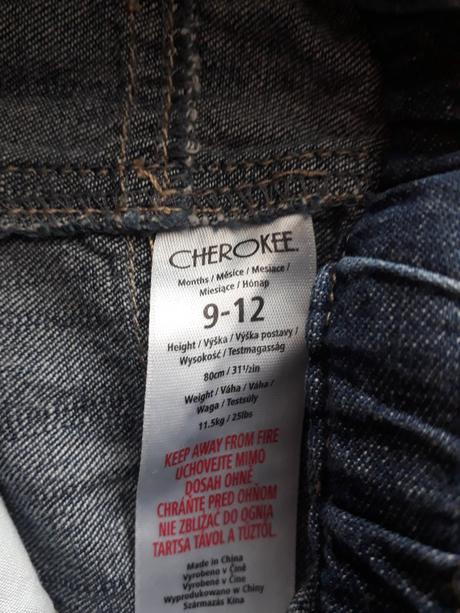 CHEROKEE.
Months / Měsíce / Mesiace /
Miesiące / Hónap
9-12
Height / Výška / Výška postavy /
Wysokość / Testmagasság
80cm / 31½in
Weight / Váha / Váha /
Waga / Testsúly
11.5kg / 25lbs
KEEP AWAY FROM FIRE
UCHOVEJTE MIMO
DOSAH OHNĚ
CHRÁŇTE PRED OHŇOM
NIE ZBLIŻAĆ DO OGNIA
TARTSA TÁVOL A TŰZTŐL.
Made in China
Vyrobeno v Číně
Vyrobené v Číne
Wyprodukowano w Chiny
Származás Kína